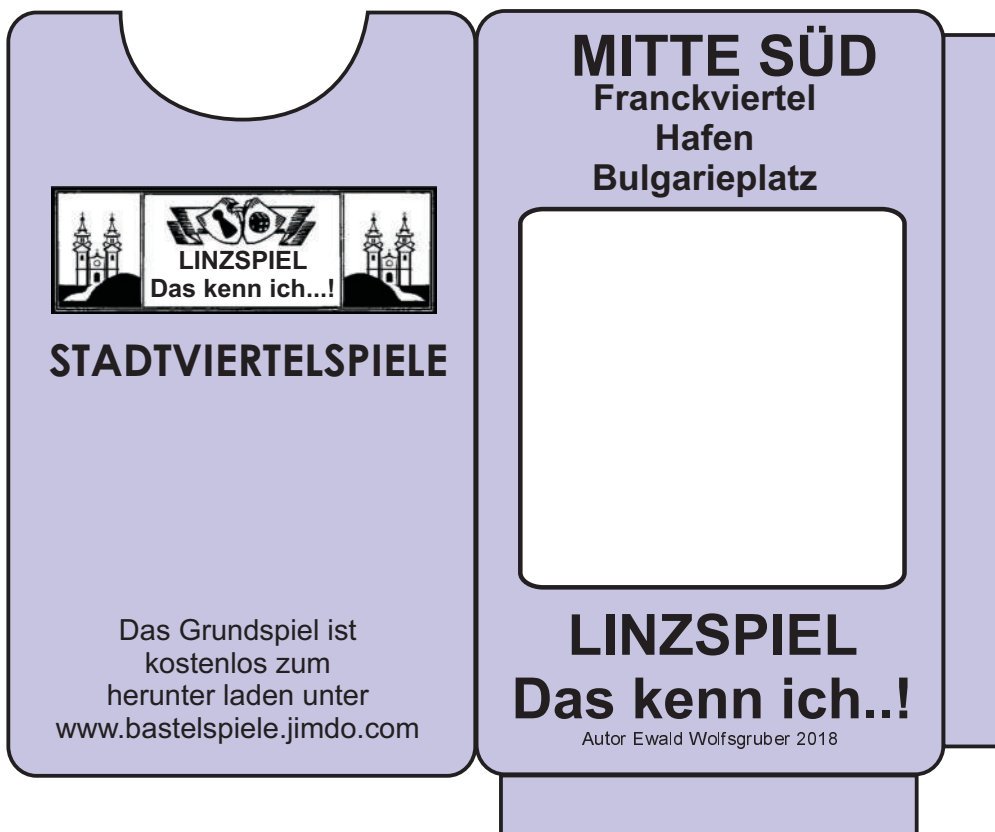 LINZSPIEL
Das kenn ich...!
STADTVIERTELSPIELE
Das Grundspiel ist
kostenlos zum
herunter laden unter
www.bastelspiele.jimdo.com
MITTE SÜD
Franckviertel
Hafen
Bulgarieplatz
LINZSPIEL
Das kenn ich..!
Autor Ewald Wolfsgruber 2018